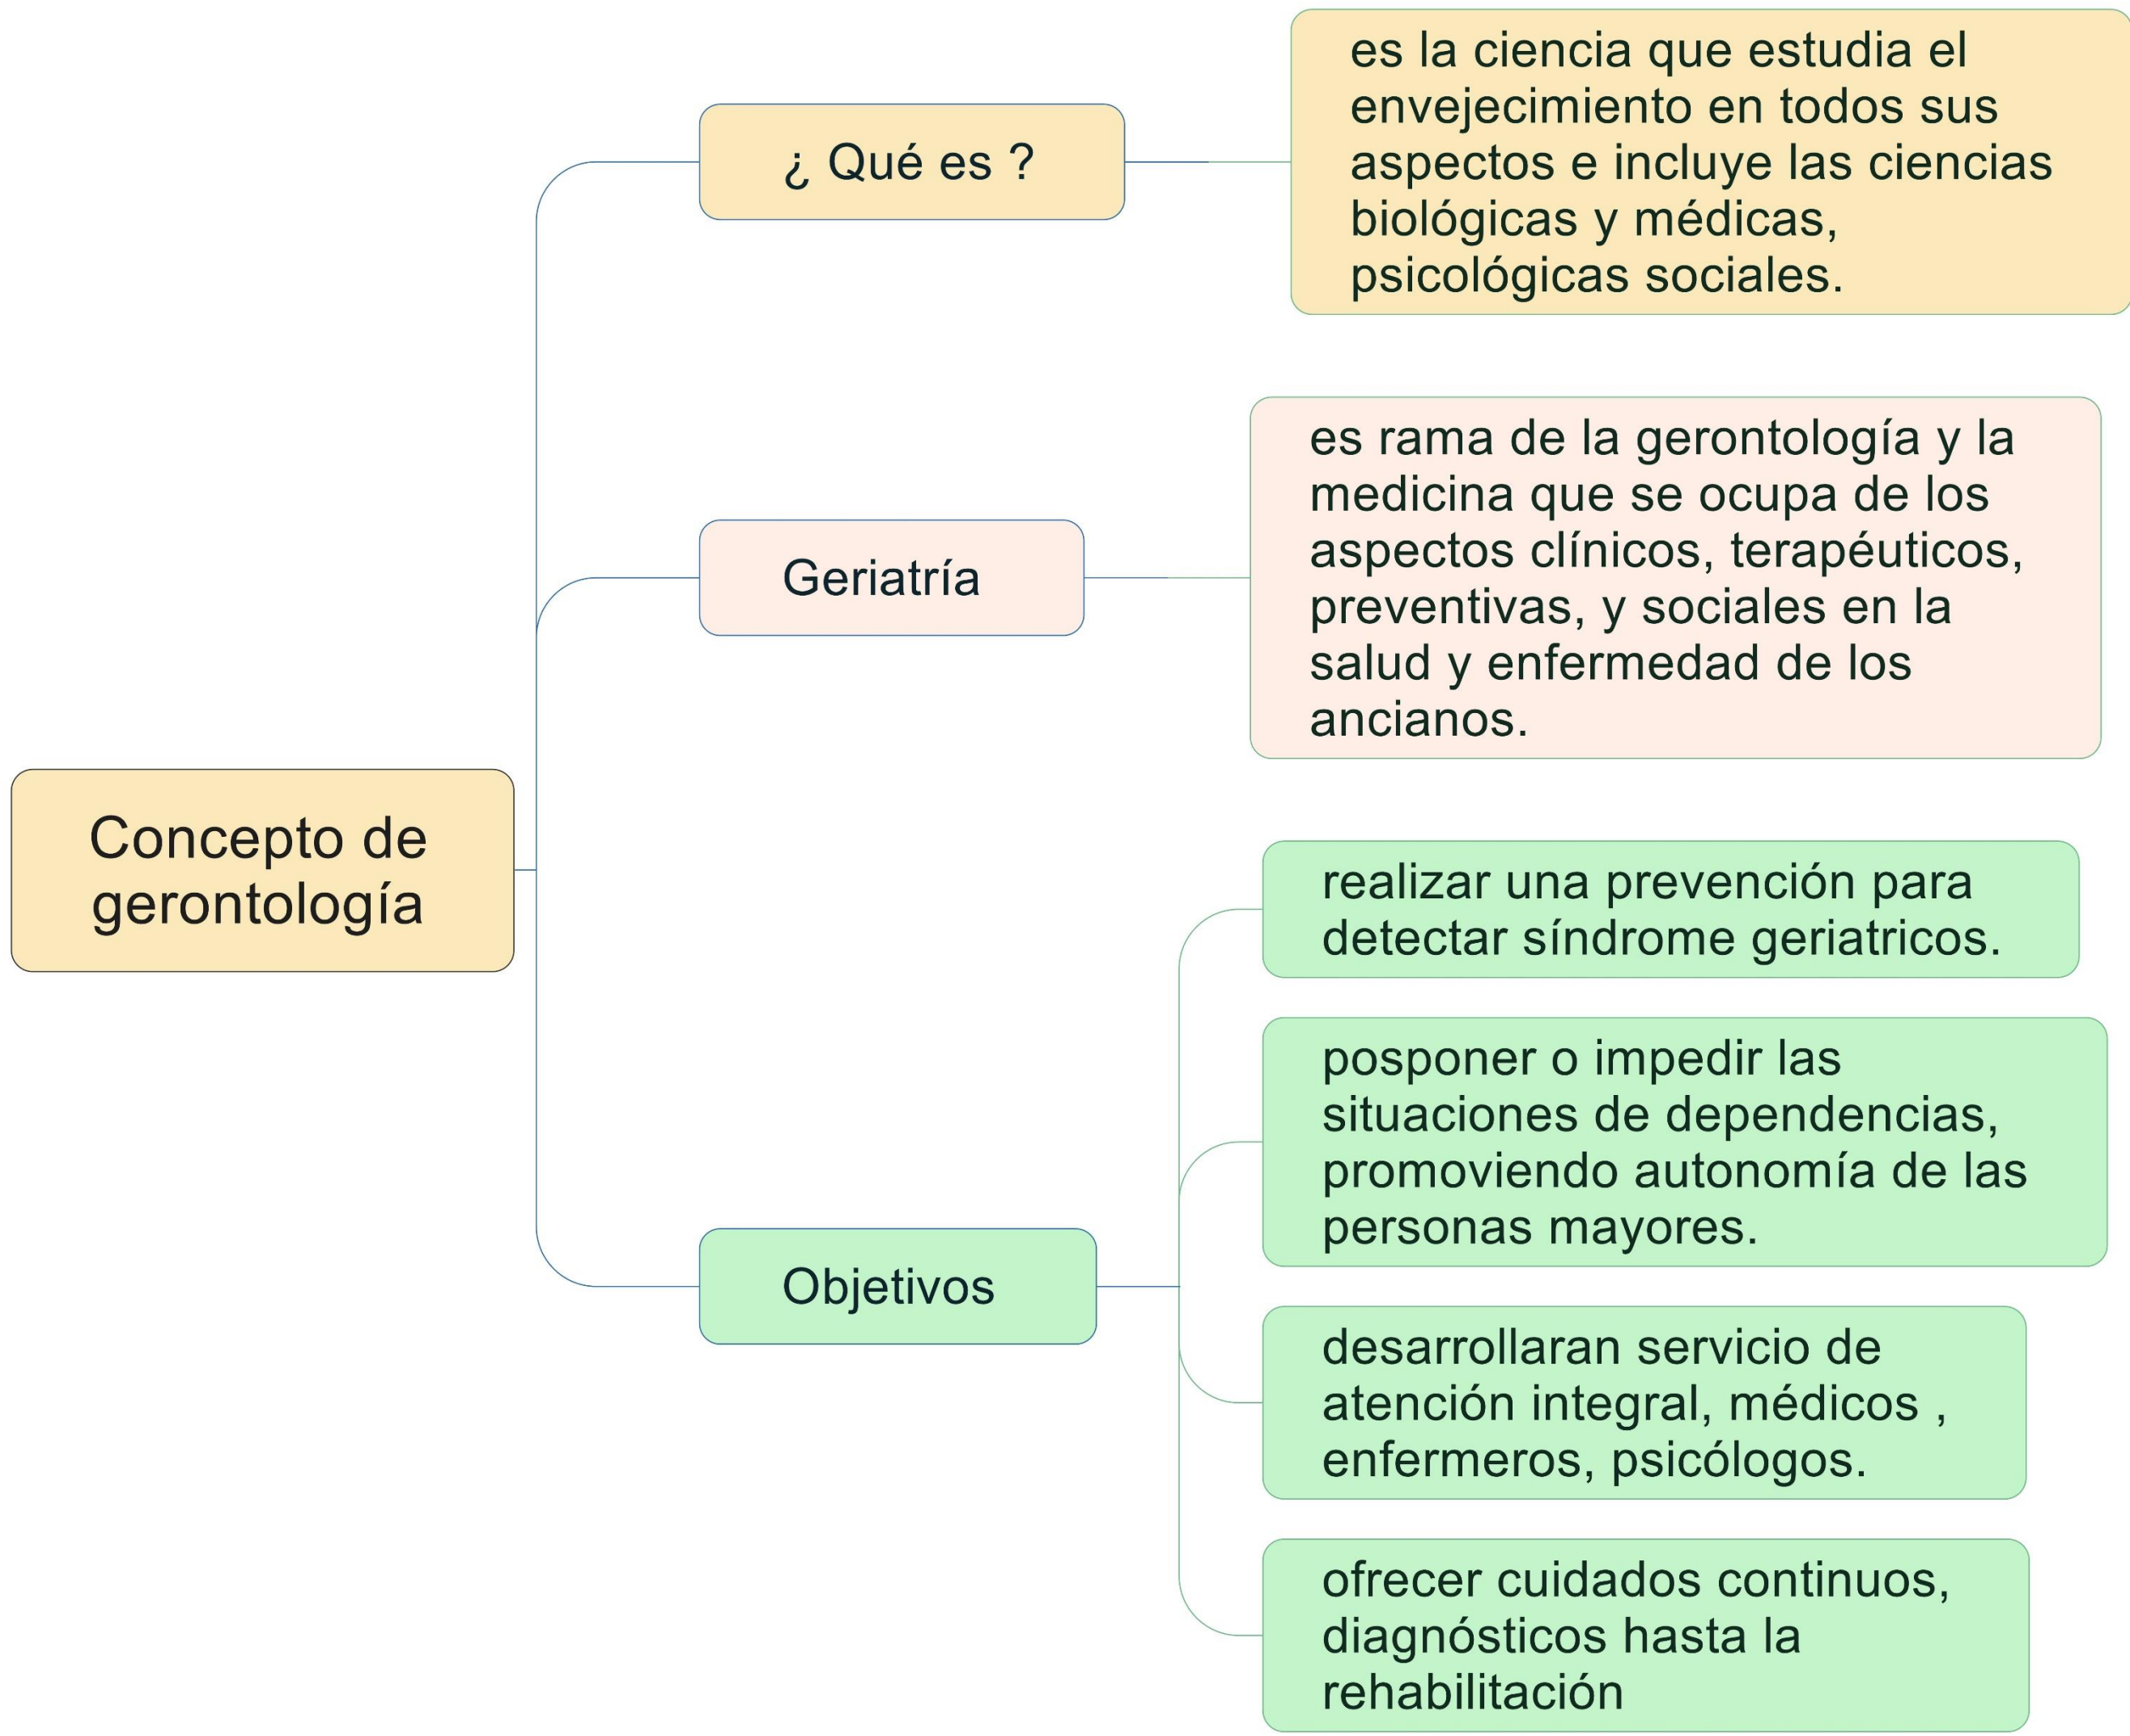 Concepto de
gerontología
¿ Qué es ?
es la ciencia que estudia el
envejecimiento en todos sus
aspectos e incluye las ciencias
biológicas y médicas,
psicológicas sociales.
Geriatría
es rama de la gerontología y la
medicina que se ocupa de los
aspectos clínicos, terapéuticos,
preventivas, y sociales en la
salud y enfermedad de los
ancianos.
Objetivos
realizar una prevención para
detectar síndrome geriatricos.
posponer o impedir las
situaciones de dependencias,
promoviendo autonomía de las
personas mayores.
desarrollaran servicio de
atención integral, médicos ,
enfermeros, psicólogos.
ofrecer cuidados continuos,
diagnósticos hasta la
rehabilitación